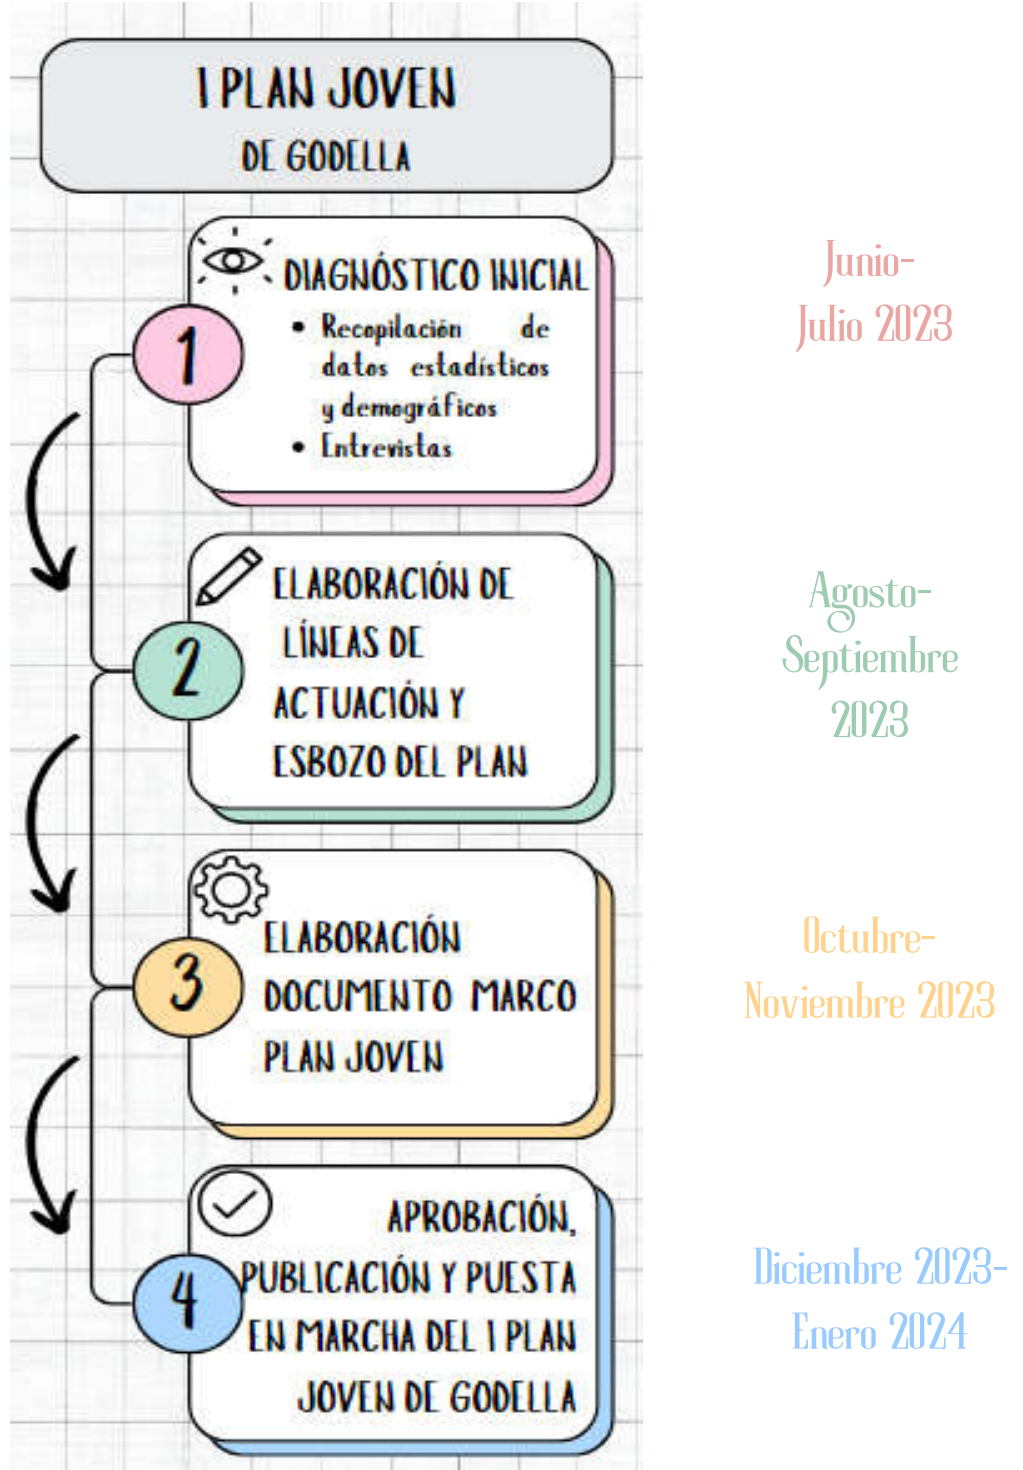 I PLAN JOVEN
DE GODELLA
DIAGNÓSTICO INICIAL
1
• Recopilación de
datos estadísticos
y demográficos
• Entrevistas
Junio-
Julio 2023
2
ELABORACIÓN DE
LÍNEAS DE
ACTUACIÓN Y
ESBOZO DEL PLAN
Agosto-
Septiembre
2023
3
ELABORACIÓN
DOCUMENTO MARCO
PLAN JOVEN
Octubre-
Noviembre 2023
4
APROBACIÓN,
PUBLICACIÓN Y PUESTA
EN MARCHA DEL I PLAN
JOVEN DE GODELLA
Diciembre 2023-
Enero 2024